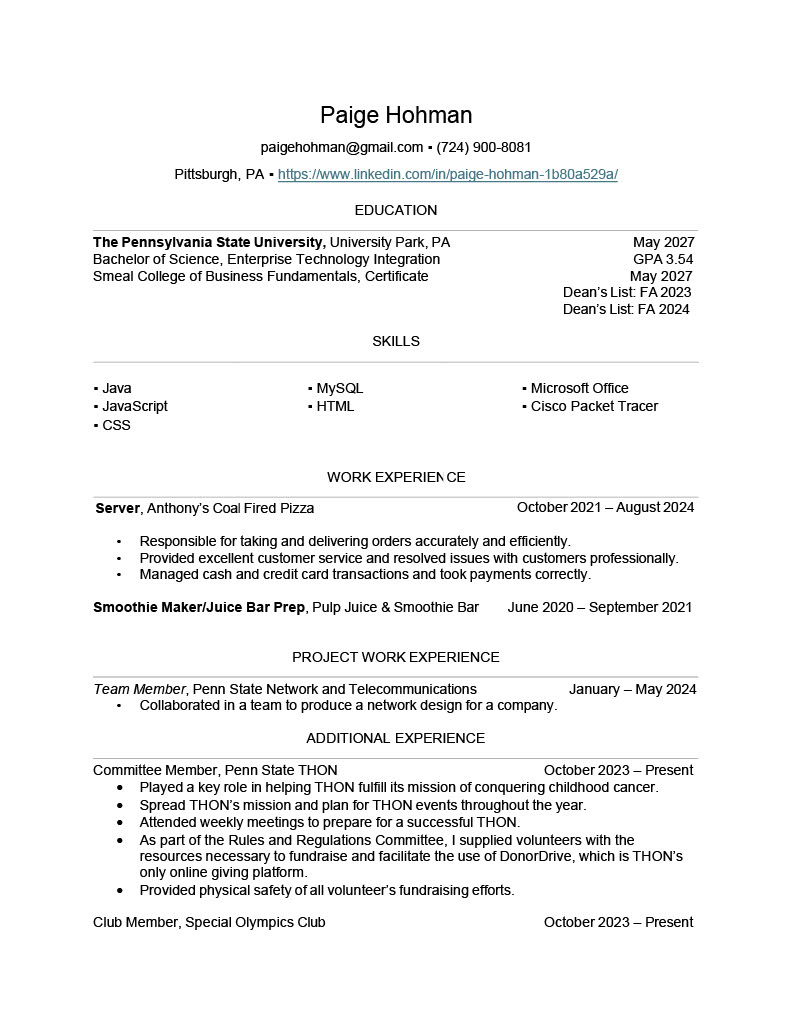 Paige Hohman
paigehohman@gmail.com ▪ (724) 900-8081
Pittsburgh, PA ▪ https://www.linkedin.com/in/paige-hohman-1b80a529a/
EDUCATION
The Pennsylvania State University, University Park, PA May 2027
Bachelor of Science, Enterprise Technology Integration GPA 3.54
Smeal College of Business Fundamentals, Certificate May 2027
Dean’s List: FA 2023
Dean’s List: FA 2024
SKILLS
▪ Java ▪ MySQL ▪ Microsoft Office
▪ JavaScript ▪ HTML ▪ Cisco Packet Tracer
▪ CSS
WORK EXPERIENCE
Server, Anthony’s Coal Fired Pizza October 2021 – August 2024
• Responsible for taking and delivering orders accurately and efficiently.
• Provided excellent customer service and resolved issues with customers professionally.
• Managed cash and credit card transactions and took payments correctly.
Smoothie Maker/Juice Bar Prep, Pulp Juice & Smoothie Bar June 2020 – September 2021
PROJECT WORK EXPERIENCE
Team Member, Penn State Network and Telecommunications January – May 2024
• Collaborated in a team to produce a network design for a company.
ADDITIONAL EXPERIENCE
Committee Member, Penn State THON October 2023 – Present
• Played a key role in helping THON fulfill its mission of conquering childhood cancer.
• Spread THON’s mission and plan for THON events throughout the year.
• Attended weekly meetings to prepare for a successful THON.
• As part of the Rules and Regulations Committee, I supplied volunteers with the
resources necessary to fundraise and facilitate the use of DonorDrive, which is THON’s
only online giving platform.
• Provided physical safety of all volunteer’s fundraising efforts.
Club Member, Special Olympics Club October 2023 – Present